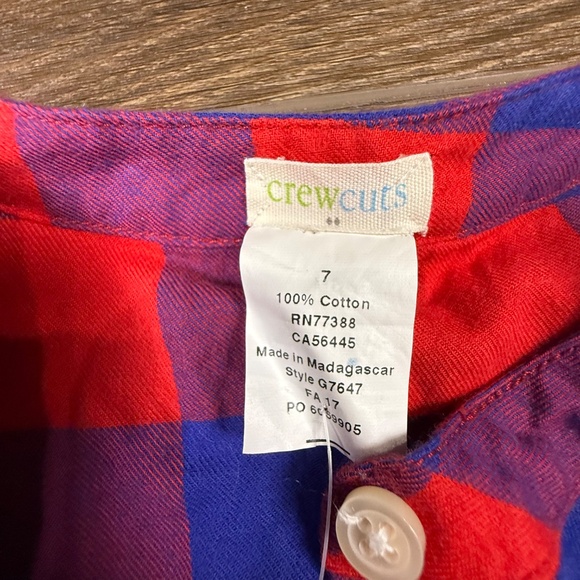 crewcuts
7
100% Cotton
RN77388
CA56445
Made in Madagascar
Style G7647
FA 17
PO